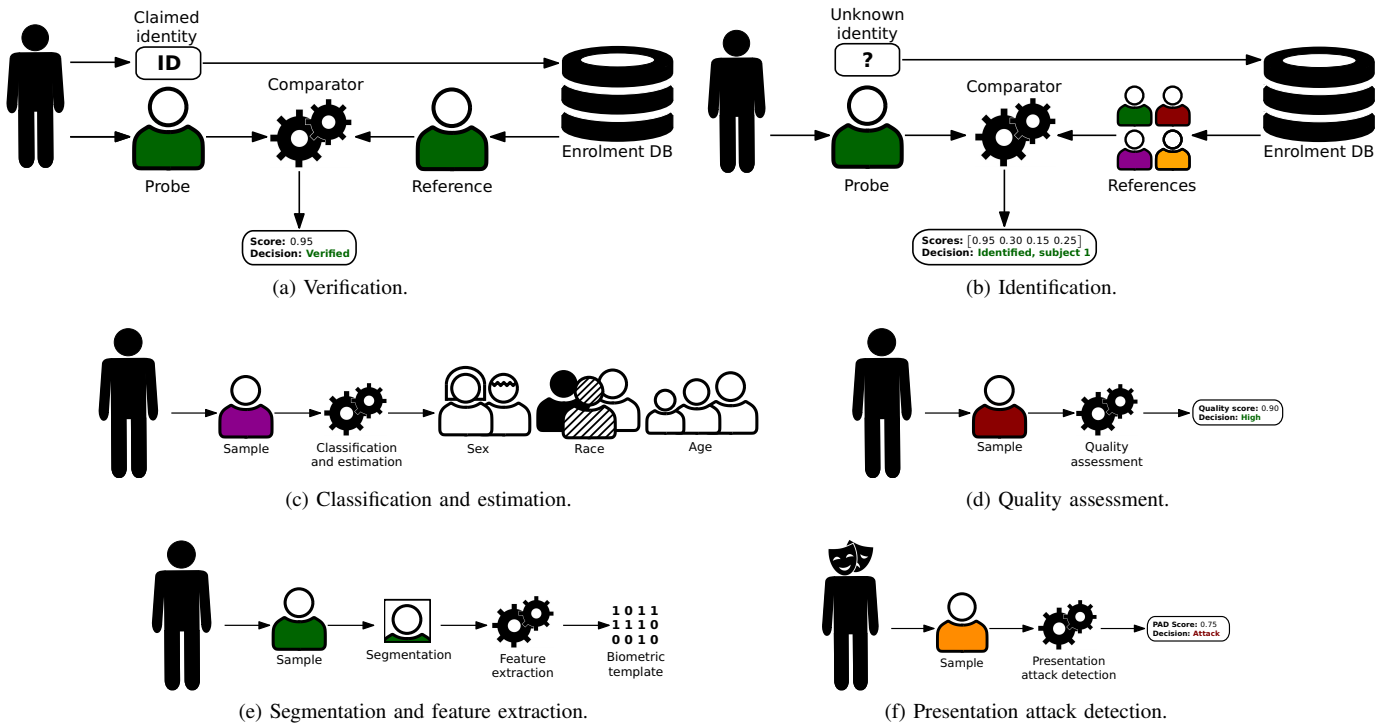 Claimed
identity
ID
Comparator
Probe
Reference
Enrolment DB
Score: 0.95
Decision: Verified
(a) Verification.
Unknown
identity
?
Comparator
Probe
References
Enrolment DB
Scores: [0.95 0.30 0.15 0.25]
Decision: Identified, subject 1
(b) Identification.
Sample
Classification
and estimation
Sex
Race
Age
(c) Classification and estimation.
Sample
Quality
assessment
Quality score: 0.90
Decision: High
(d) Quality assessment.
Sample
Segmentation
Feature
extraction
1 0 1 1
1 1 1 0
0 0 1 0
Biometric
template
(e) Segmentation and feature extraction.
Sample
Presentation
attack detection
PAD Score: 0.75
Decision: Attack
(f) Presentation attack detection.